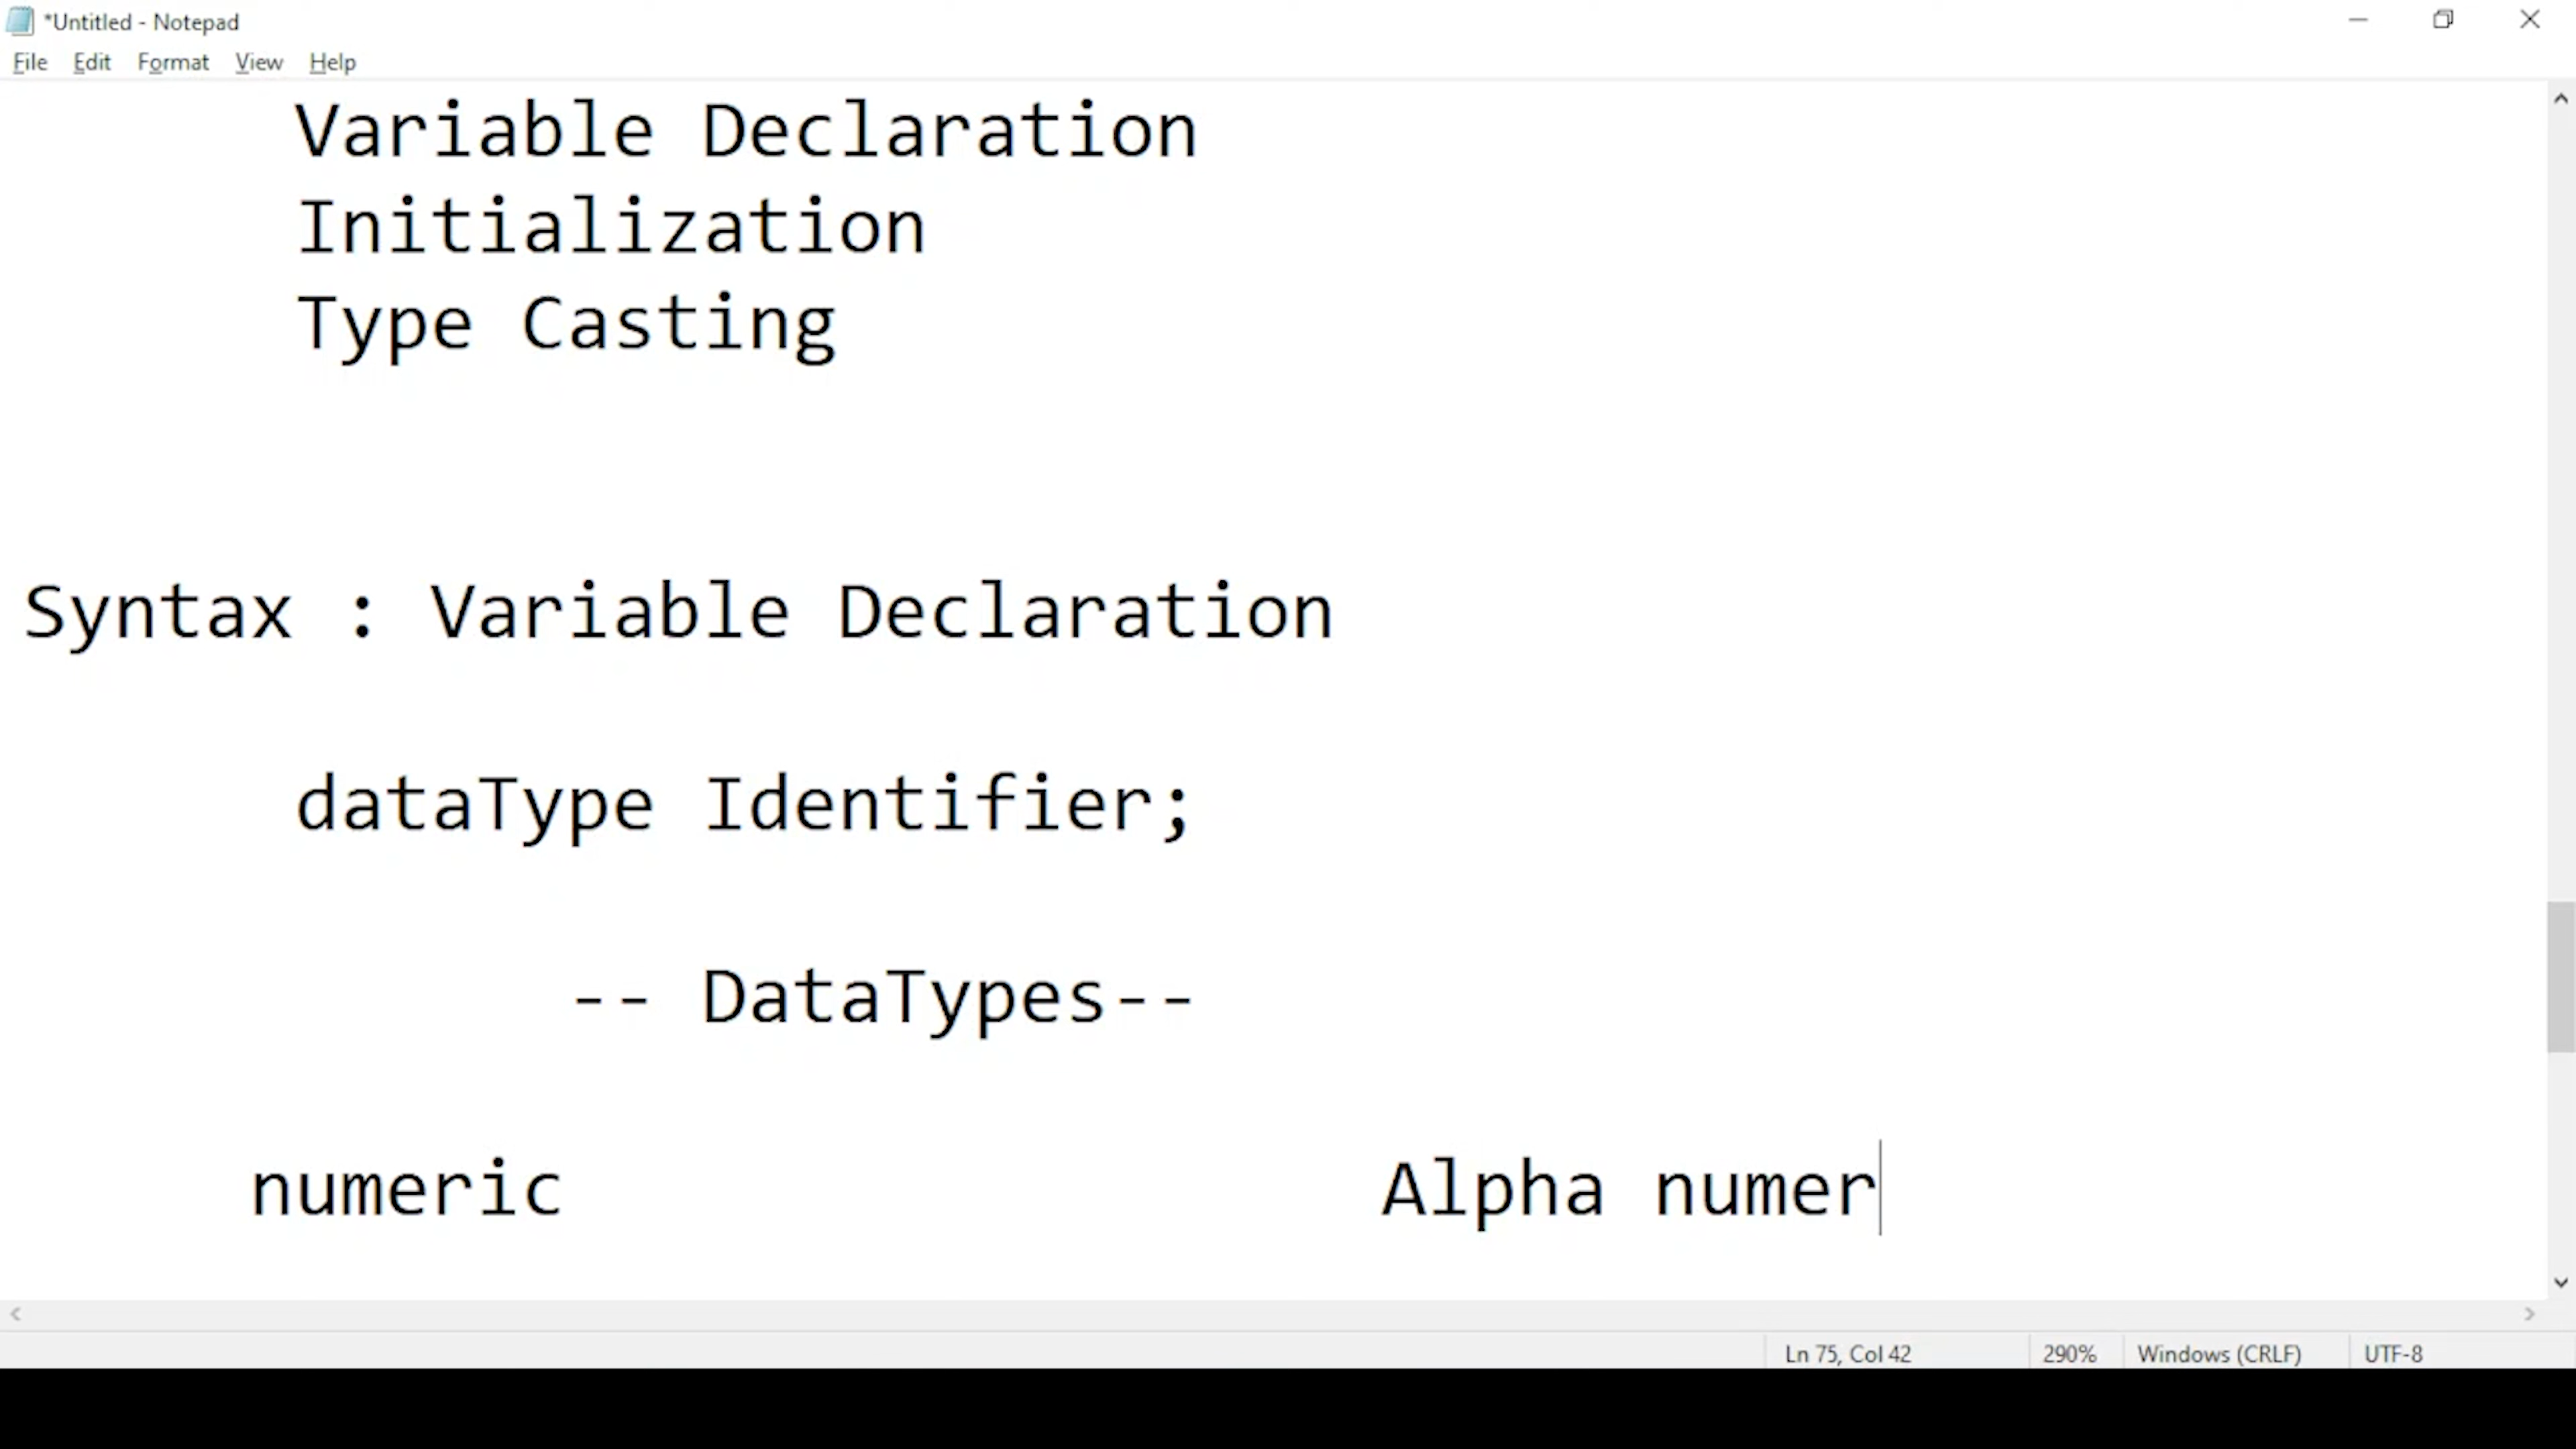 *Untitled - Notepad
File Edit Format View Help
Variable Declaration
Initialization
Type Casting
Syntax : Variable Declaration
dataType Identifier;
-- DataTypes--
numeric Alpha numer
Ln 75, Col 42 290% Windows (CRLF) UTF-8